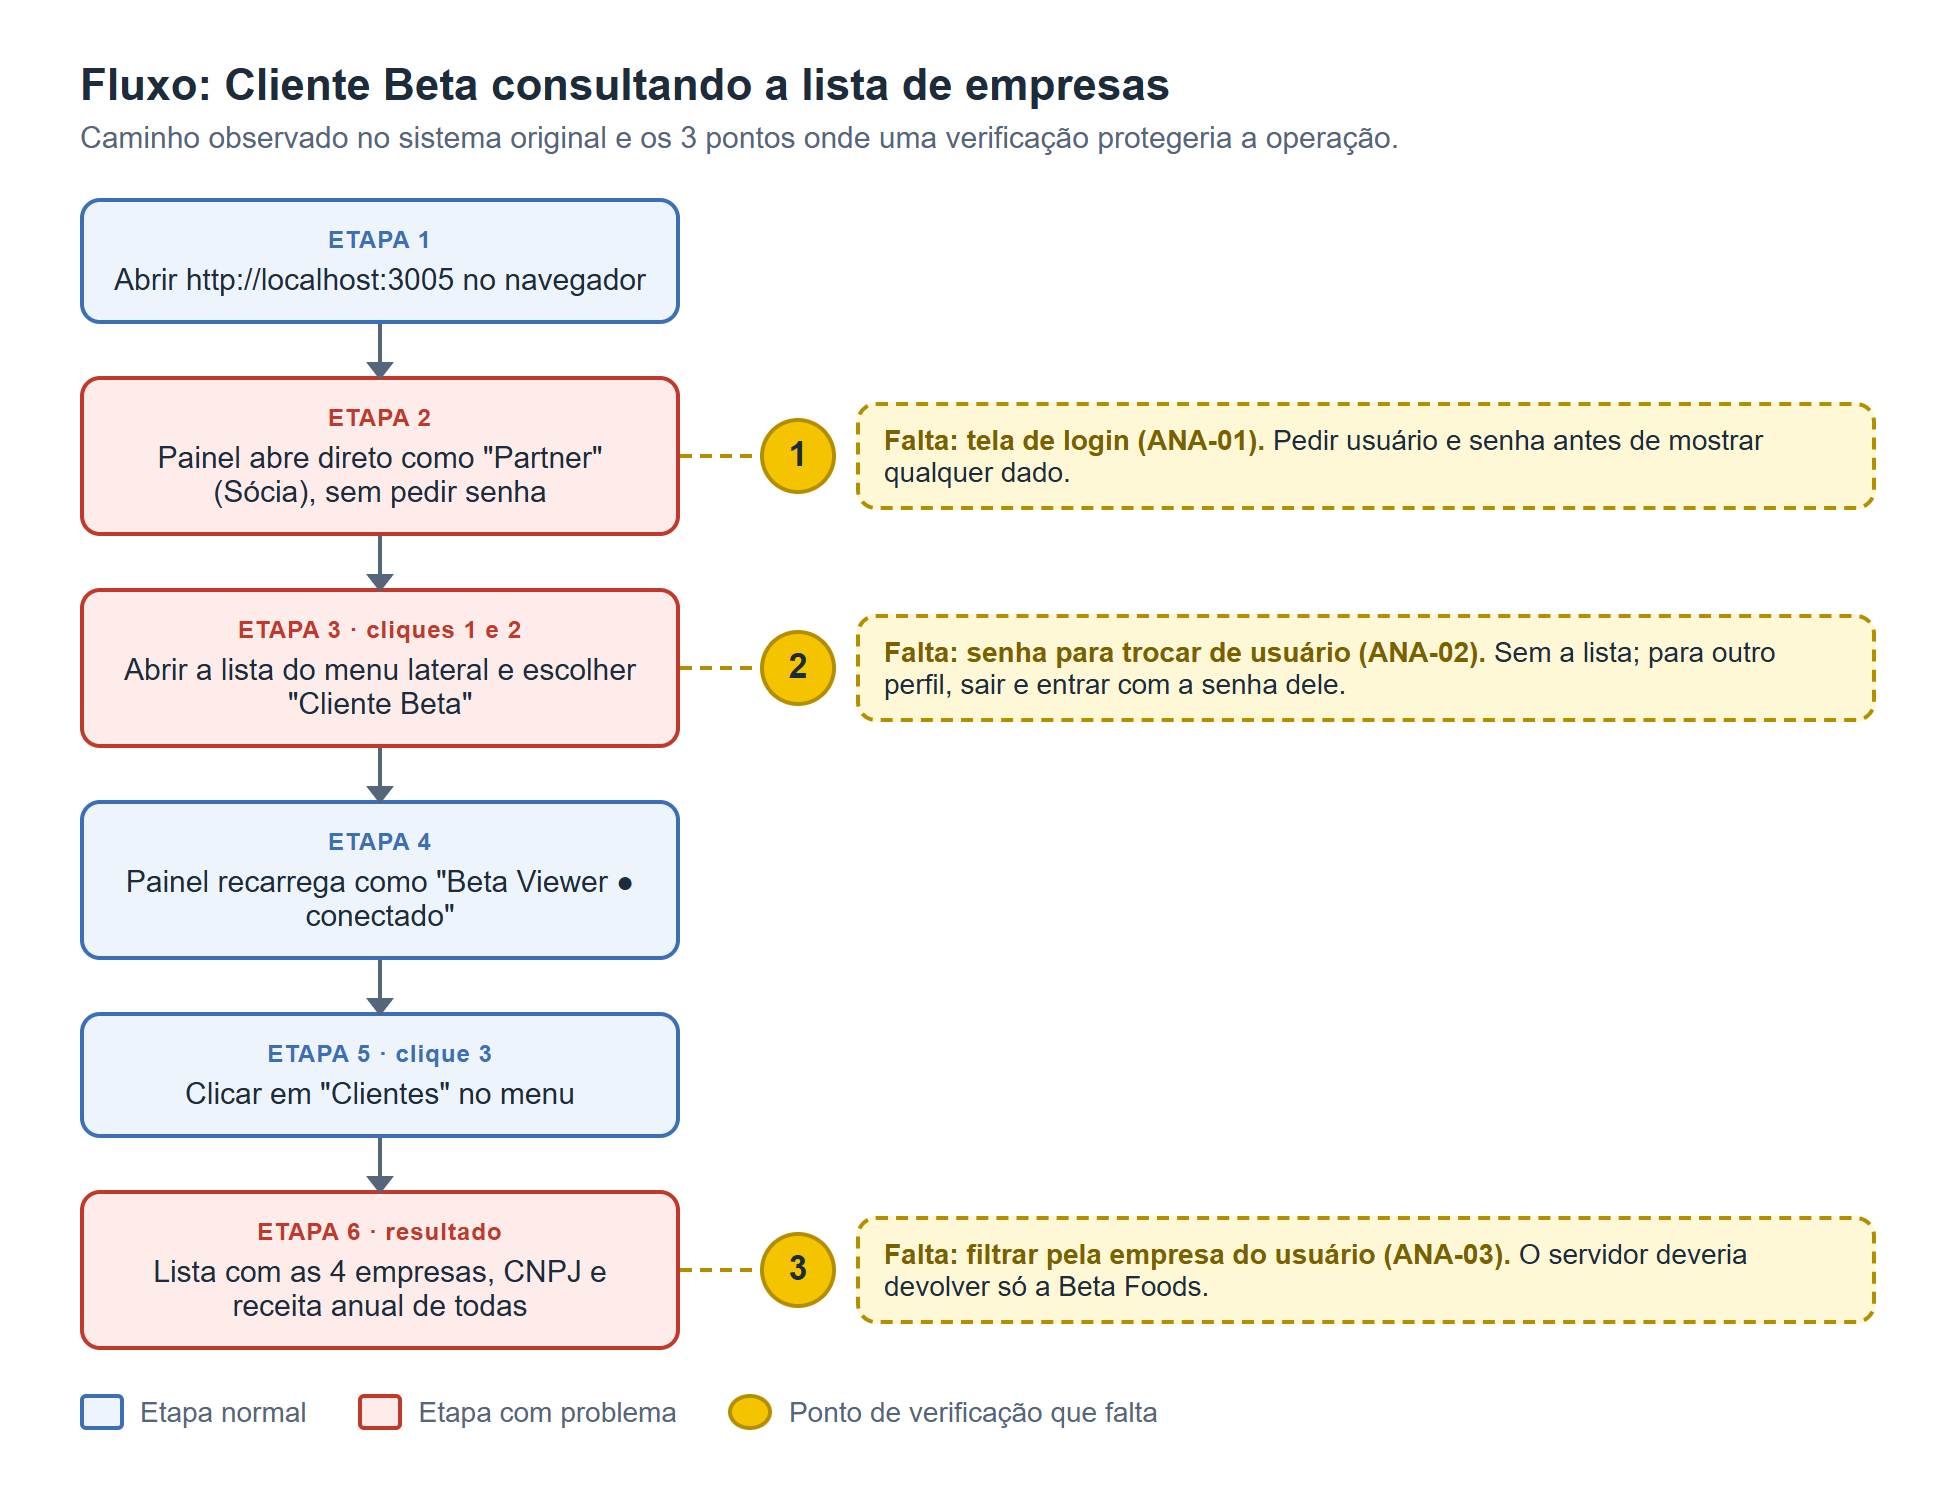 Fluxo: Cliente Beta consultando a lista de empresas
Caminho observado no sistema original e os 3 pontos onde uma verificação protegeria a operação.
ETAPA 1
Abrir http://localhost:3005 no navegador
ETAPA 2
Painel abre direto como "Partner"
(Sócia), sem pedir senha
1
Falta: tela de login (ANA-01). Pedir usuário e senha antes de mostrar
qualquer dado.
ETAPA 3 · cliques 1 e 2
Abrir a lista do menu lateral e escolher
"Cliente Beta"
2
Falta: senha para trocar de usuário (ANA-02). Sem a lista; para outro
perfil, sair e entrar com a senha dele.
ETAPA 4
Painel recarrega como "Beta Viewer ●
conectado"
ETAPA 5 · clique 3
Clicar em "Clientes" no menu
ETAPA 6 · resultado
Lista com as 4 empresas, CNPJ e
receita anual de todas
3
Falta: filtrar pela empresa do usuário (ANA-03). O servidor deveria
devolver só a Beta Foods.
Etapa normal
Etapa com problema
Ponto de verificação que falta